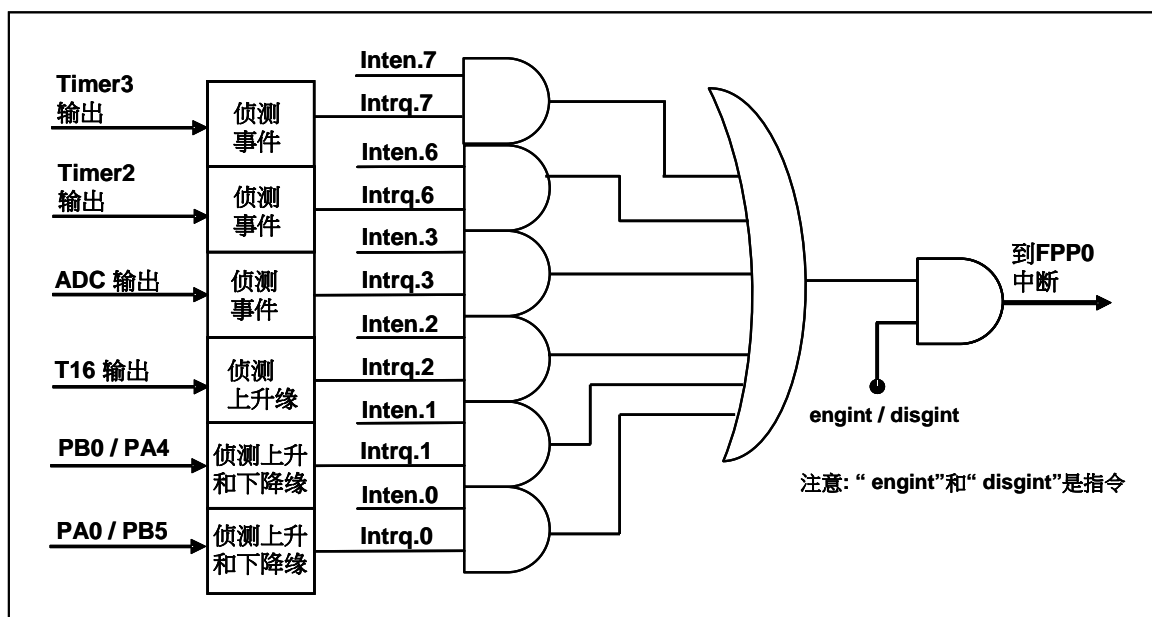 Timer3
输出
侦测
事件
Inten.7
Intrq.7
Timer2
输出
侦测
事件
Inten.6
Intrq.6
ADC 输出
侦测
事件
Inten.3
Intrq.3
T16 输出
侦测
上升缘
Inten.2
Intrq.2
PB0 / PA4
侦测上升
和下降缘
Inten.1
Intrq.1
PA0 / PB5
侦测上升
和下降缘
Inten.0
Intrq.0
到FPP0
中断
engint / disgint
注意: “ engint”和“ disgint”是指令